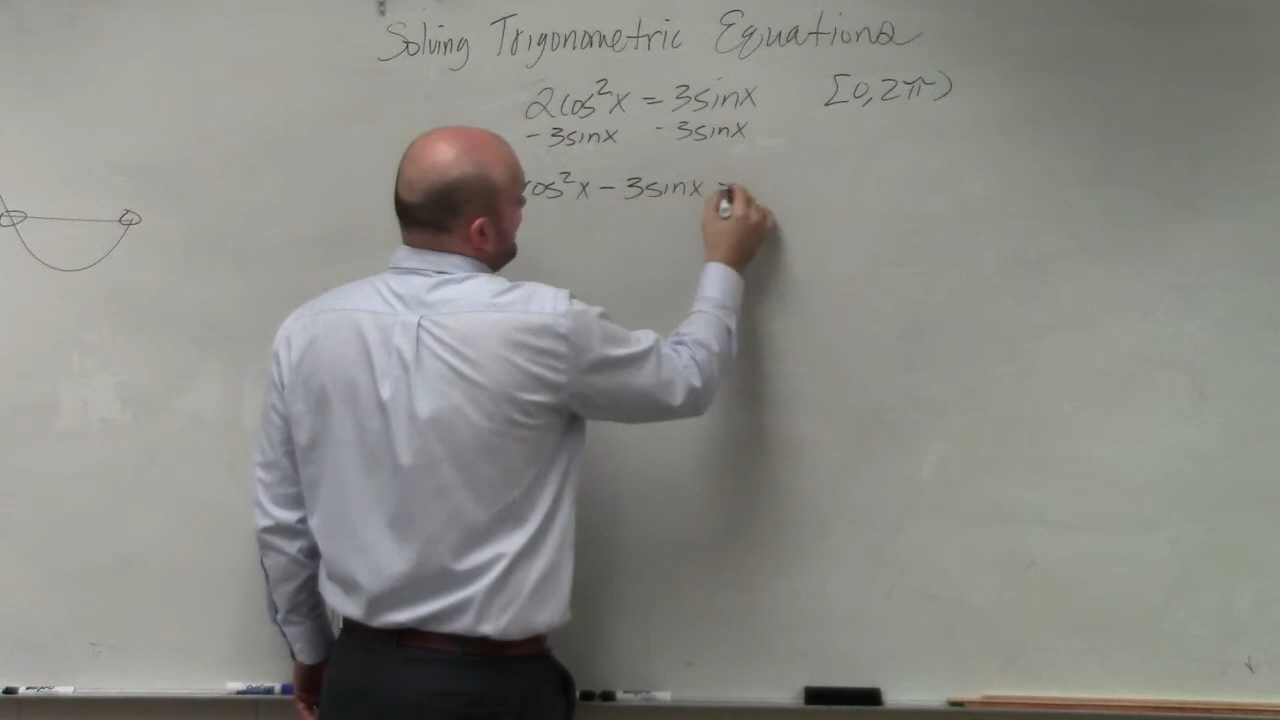 Solving Trigonometric Equations
2cos²x = 3sinx [0,2π)
-3sinx -3sinx
cos²x - 3sinx =